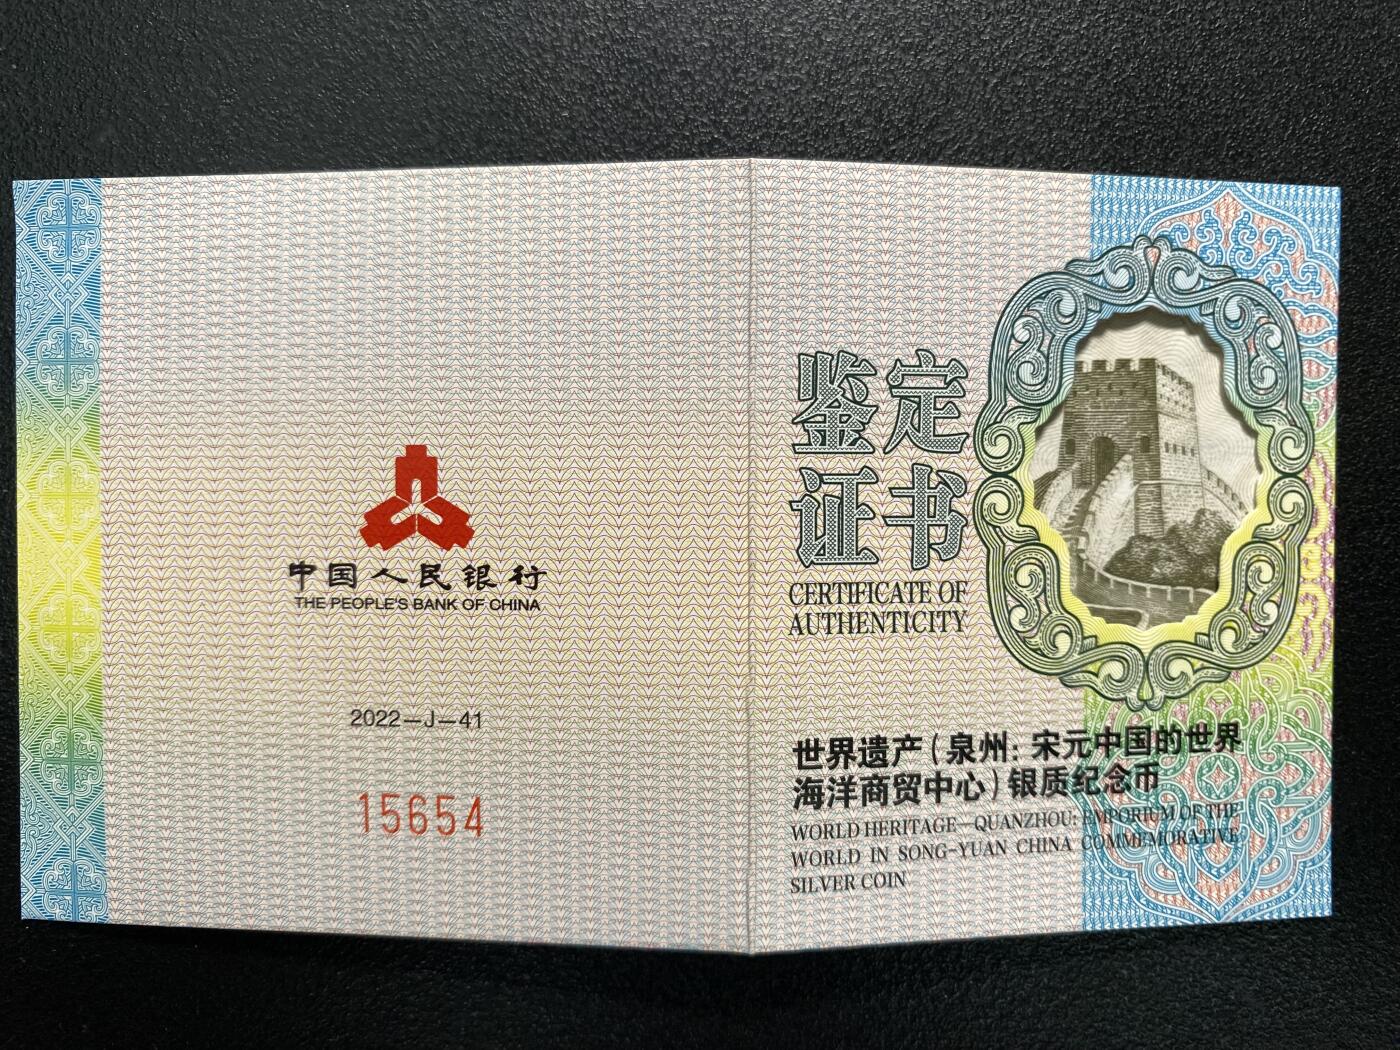 中国人民银行
THE PEOPLE'S BANK OF CHINA
2022—J—41
15654
鉴定
证书
CERTIFICATE OF
AUTHENTICITY
世界遗产(泉州：宋元中国的世界
海洋商贸中心)银质纪念币
WORLD HERITAGE—QUANZHOU: EMPORIUM OF THE
WORLD IN SONG-YUAN CHINA COMMEMORATIVE
SILVER COIN